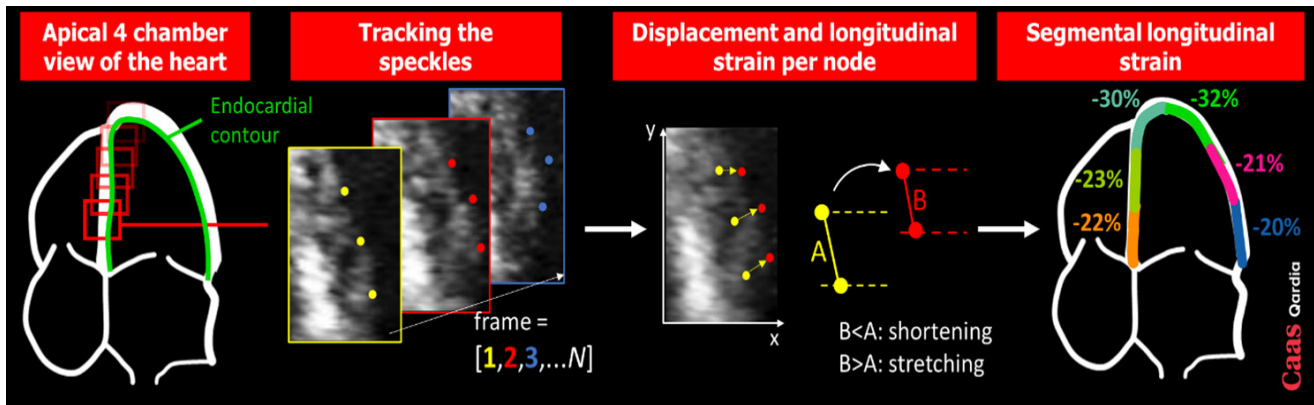 Apical 4 chamber
view of the heart
Tracking the
speckles
Displacement and longitudinal
strain per node
Segmental longitudinal
strain
Endocardial
contour
frame =
[1,2,3,...N]
y
x
A
B
B<A: shortening
B>A: stretching
-30%
-32%
-23%
-21%
-22%
-20%
Caas Qardia